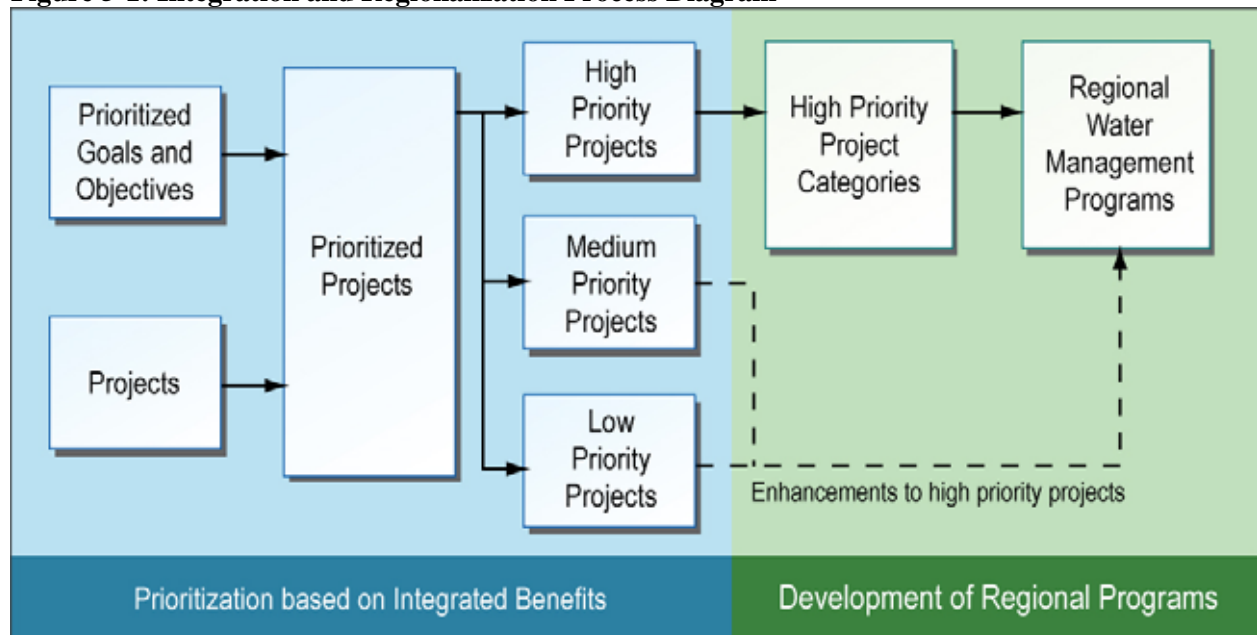 Prioritized
Goals and
Objectives
Projects
Prioritized
Projects
High
Priority
Projects
Medium
Priority
Projects
Low
Priority
Projects
High Priority
Project
Categories
Regional
Water
Management
Programs
Enhancements to high priority projects
Prioritization based on Integrated Benefits
Development of Regional Programs